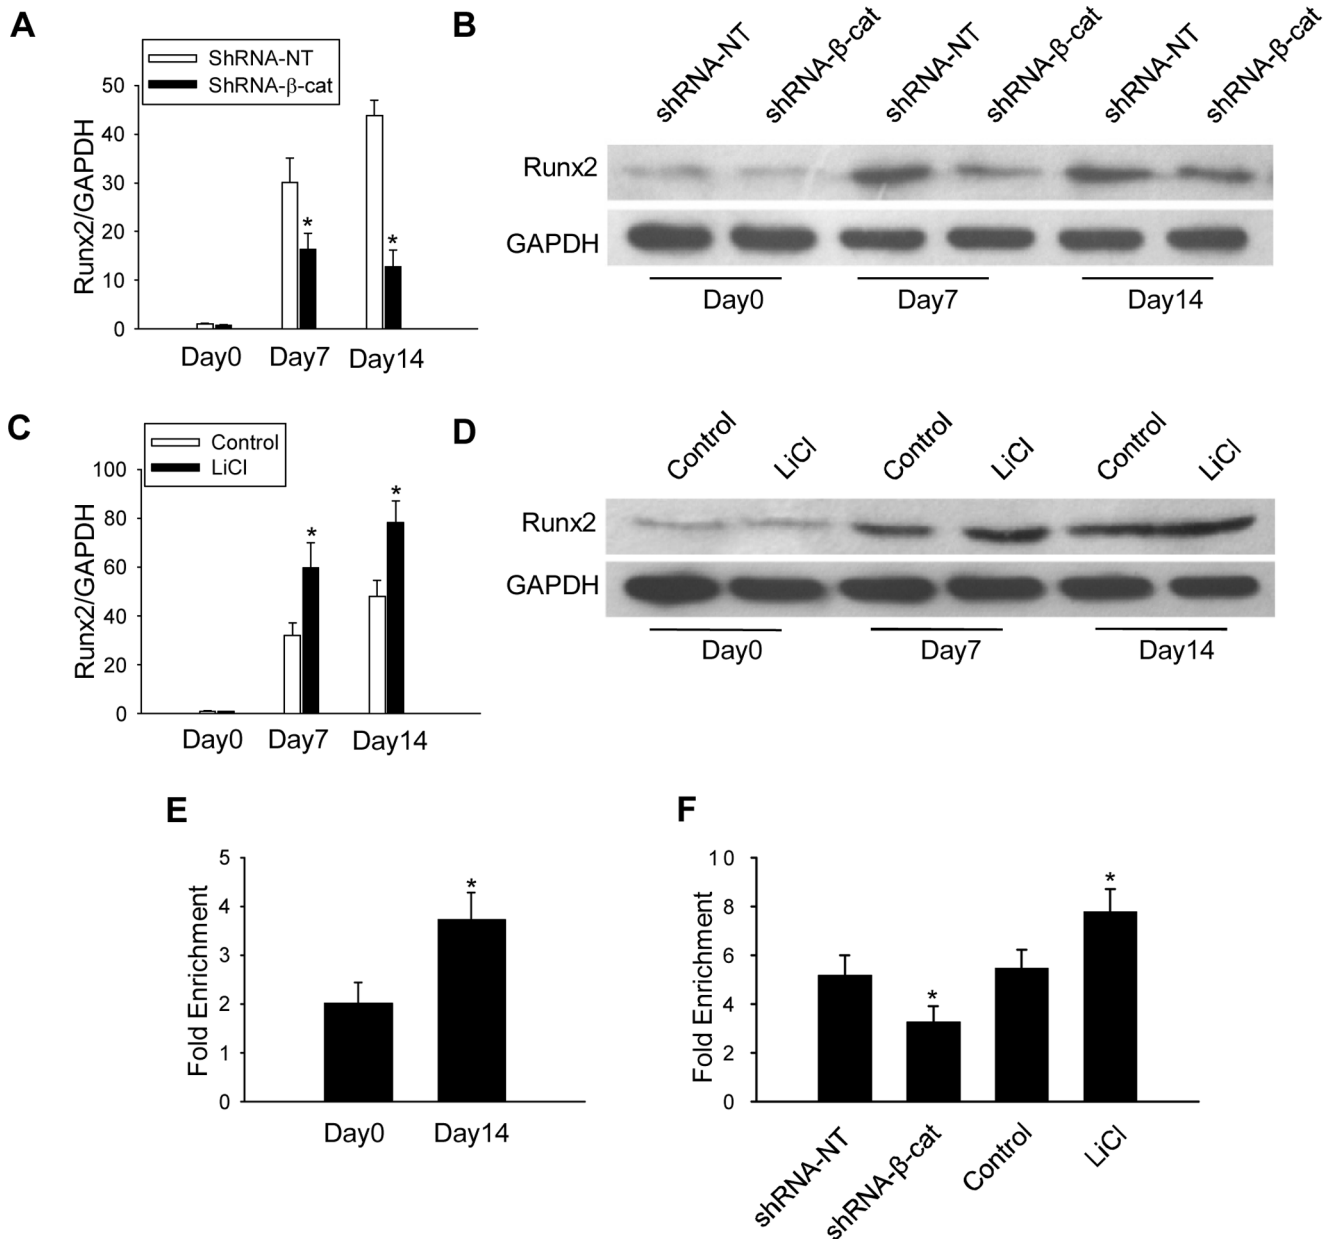 A
ShRNA-NT
ShRNA-β-cat
Runx2/GAPDH
50
40
30
20
10
0
*
*
Day0 Day7 Day14
B
shRNA-NT shRNA-β-cat shRNA-NT shRNA-β-cat shRNA-NT shRNA-β-cat
Runx2
GAPDH
Day0 Day7 Day14
C
Control
LiCl
Runx2/GAPDH
100
80
60
40
20
0
*
*
Day0 Day7 Day14
D
Control LiCl Control LiCl Control LiCl
Runx2
GAPDH
Day0 Day7 Day14
E
Fold Enrichment
5
4
3
2
1
0
*
Day0 Day14
F
Fold Enrichment
10
8
6
4
2
0
*
*
shRNA-NT shRNA-β-cat Control LiCl